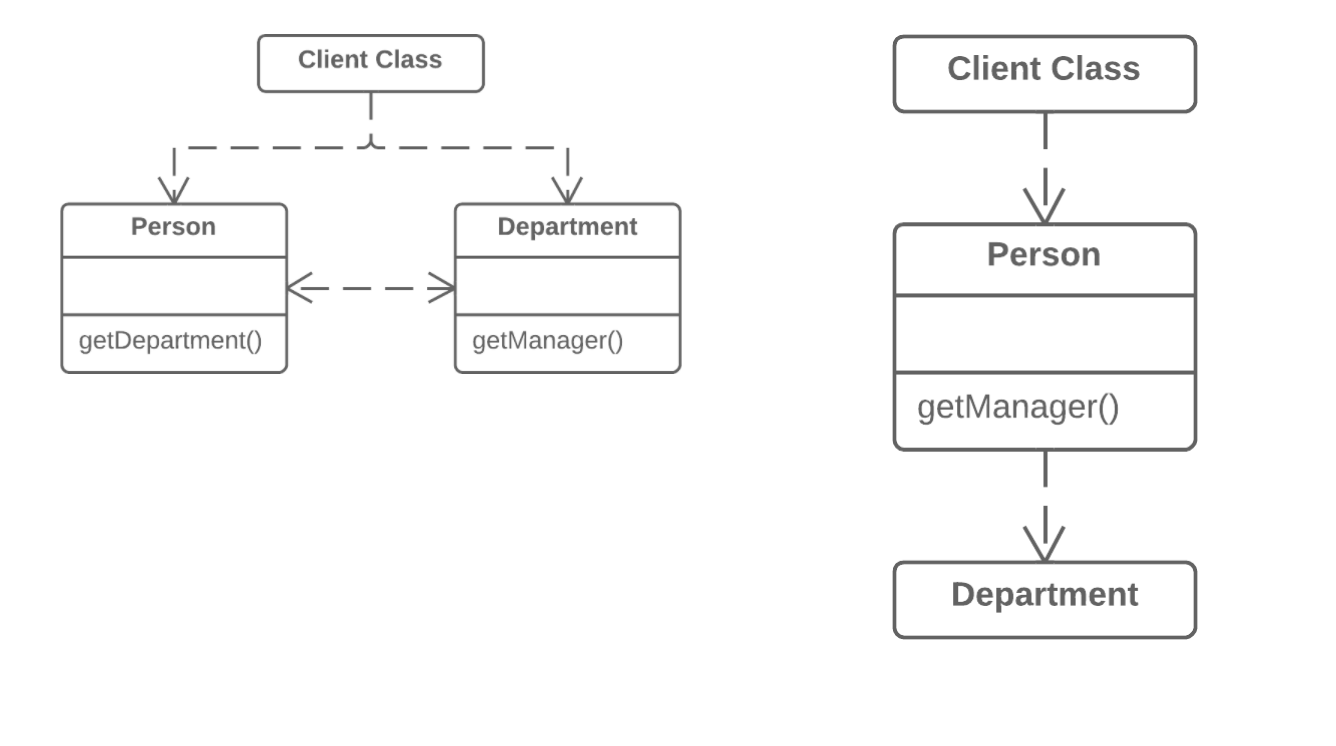 Client Class
Person
Department
getDepartment()
getManager()
Client Class
Person
getManager()
Department